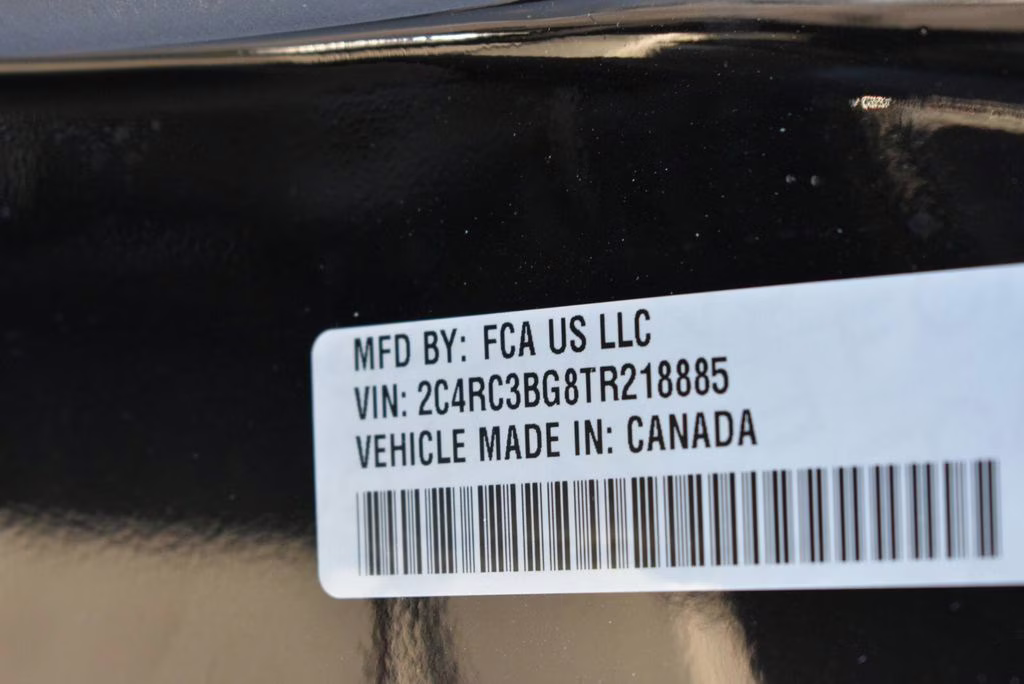 MFD BY: FCA US LLC
VIN: 2C4RC3BG8TR218885
VEHICLE MADE IN: CANADA